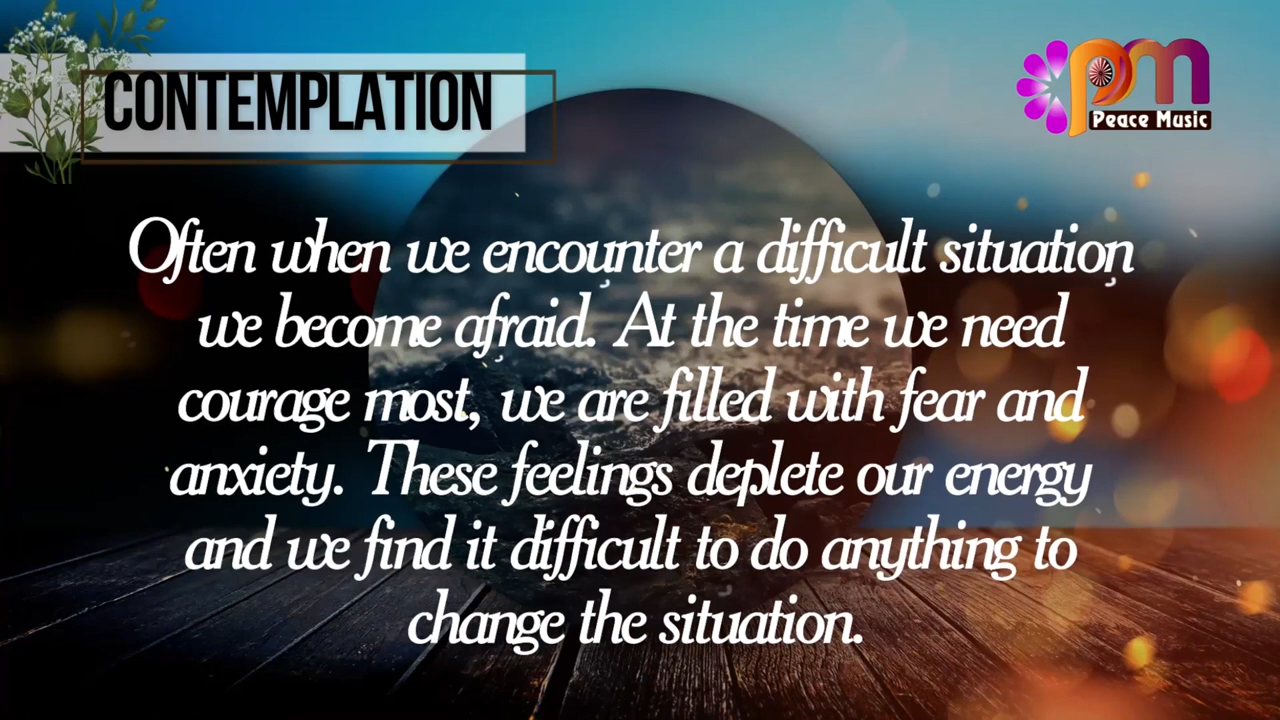 CONTEMPLATION
pm
Peace Music
Often when we encounter a difficult situation
we become afraid. At the time we need
courage most, we are filled with fear and
anxiety. These feelings deplete our energy
and we find it difficult to do anything to
change the situation.